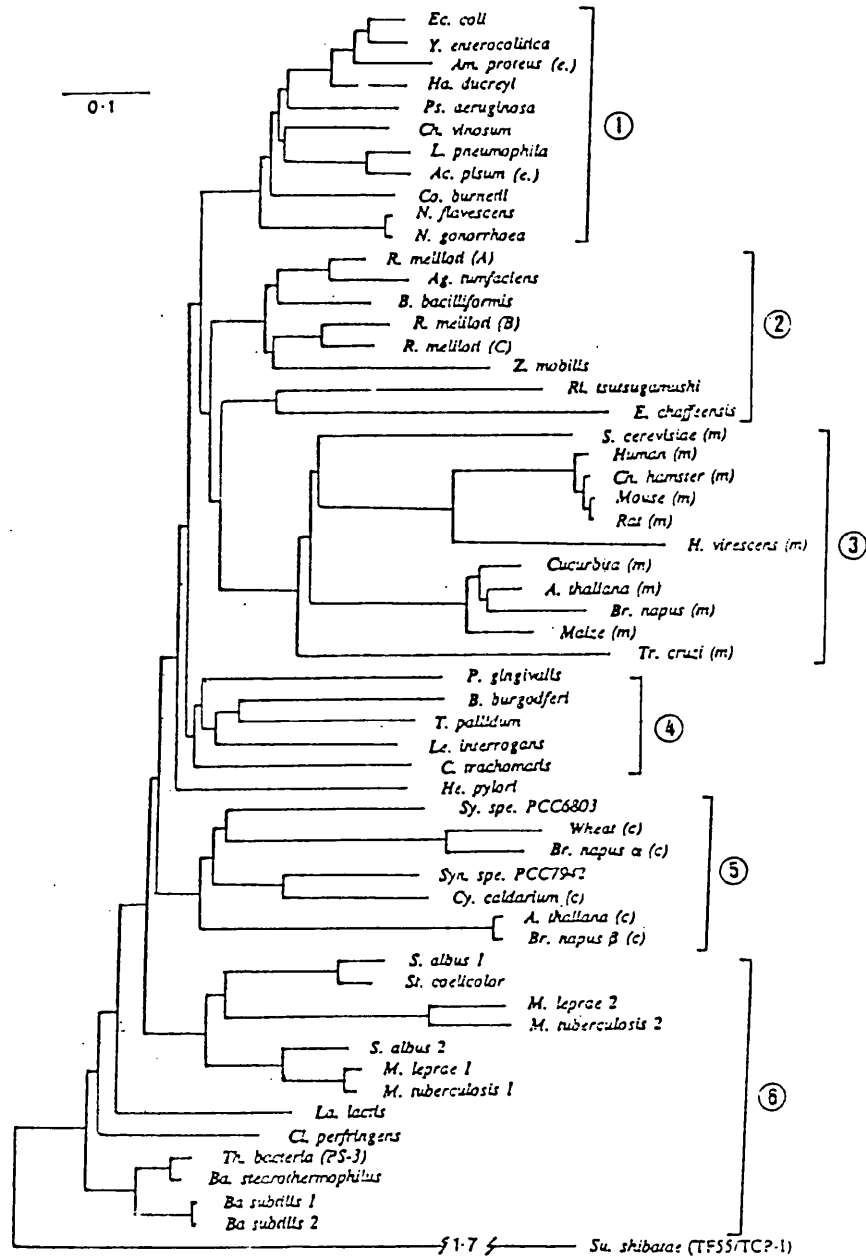 Ec. coli
Y. enterocolitica
Am. proteus (e.)
0·1
Ha. ducreyi
Ps. aeruginosa
Ch. vinosum
①
L. pneumophila
Ac. pisum (e.)
Co. burnetii
N. flavescens
N. gonorrhoea
R. meliloti (A)
Ag. tumfaciens
B. bacilliformis
②
R. meliloti (B)
R. meliloti (C)
Z. mobilis
Ri. tsutsugamushi
E. chaffeensis
S. cerevisiae (m)
Human (m)
Ch. hamster (m)
Mouse (m)
Rat (m)
③
H. virescens (m)
Cucurbita (m)
A. thaliana (m)
Br. napus (m)
Maize (m)
Tr. cruzi (m)
P. gingivalis
B. burgodferi
T. pallidum
④
Le. interrogans
C. trachomatis
He. pylori
Sy. spe. PCC6803
Wheat (c)
Br. napus α (c)
⑤
Syn. spe. PCC7942
Cy. caldarium (c)
A. thaliana (c)
Br. napus β (c)
S. albus 1
St. coelicolor
M. leprae 2
M. tuberculosis 2
S. albus 2
M. leprae 1
M. tuberculosis 1
⑥
La. lactis
Cl. perfringens
Th. bacteria (PS-3)
Ba. stearothermophilus
Ba subtilis 1
Ba subtilis 2
1·7
Su. shibatae (TF55/TCP-1)